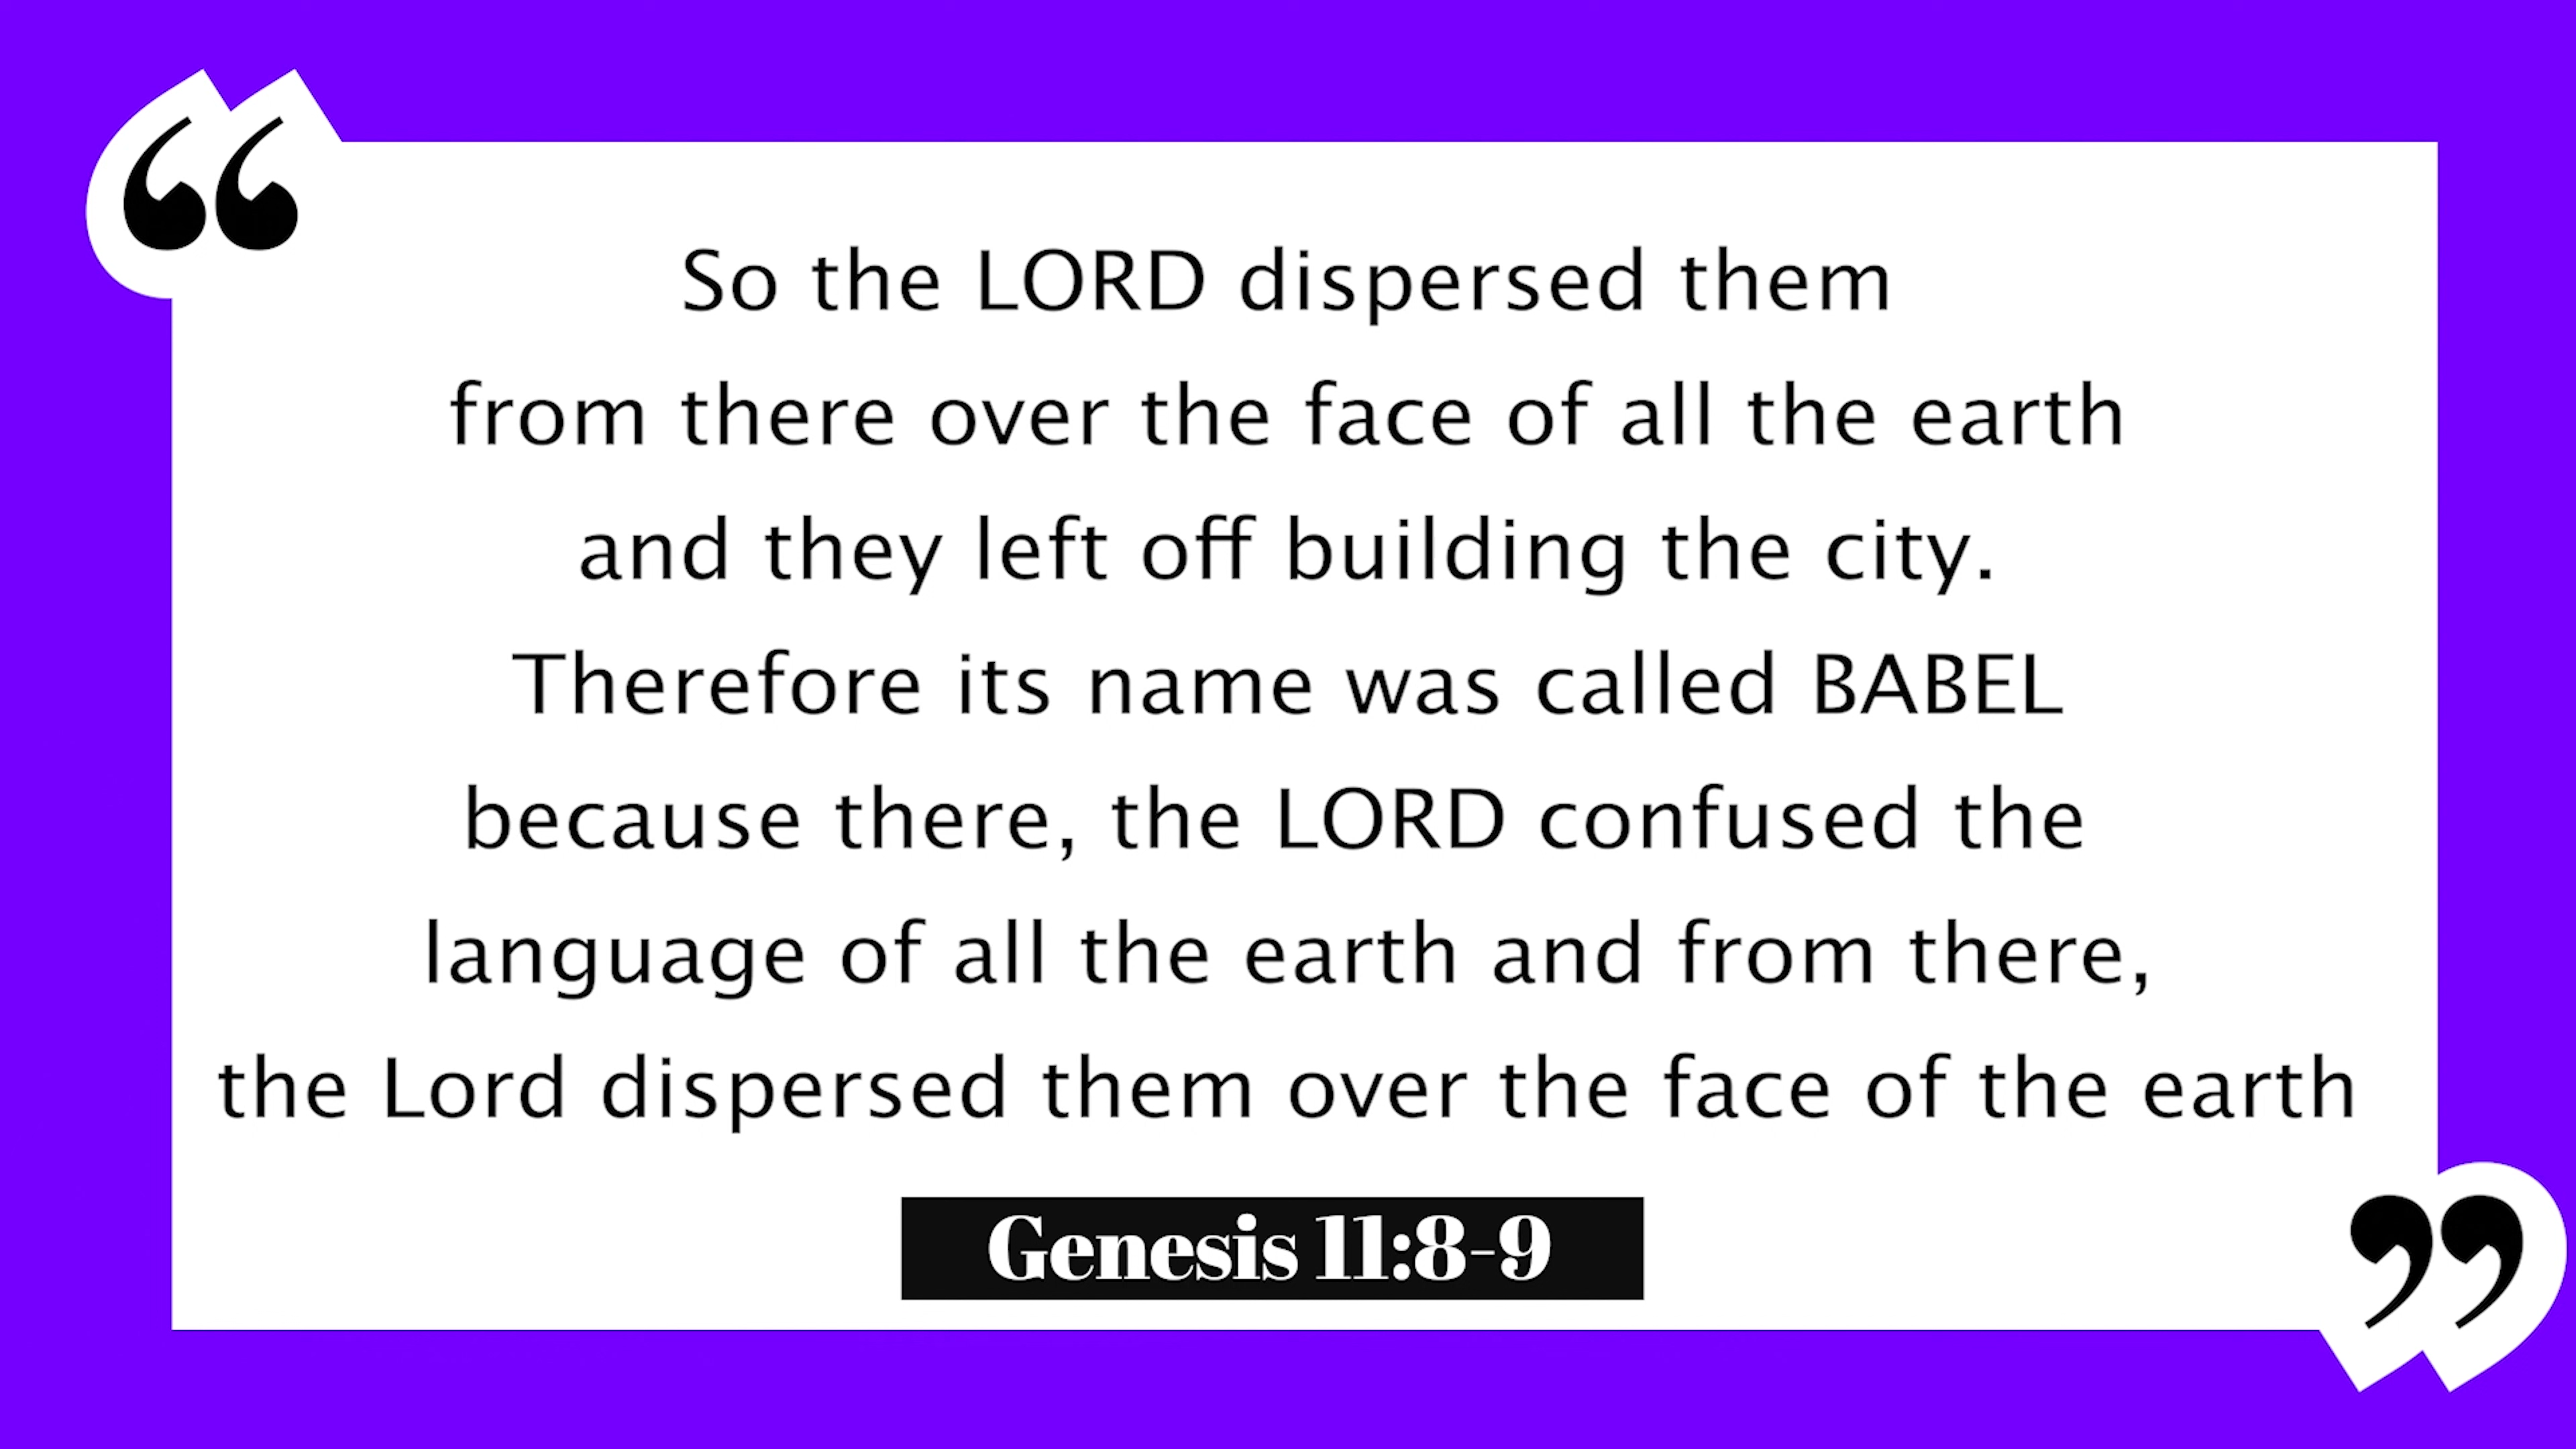 “
So the LORD dispersed them
from there over the face of all the earth
and they left off building the city.
Therefore its name was called BABEL
because there, the LORD confused the
language of all the earth and from there,
the Lord dispersed them over the face of the earth
Genesis 11:8-9
”